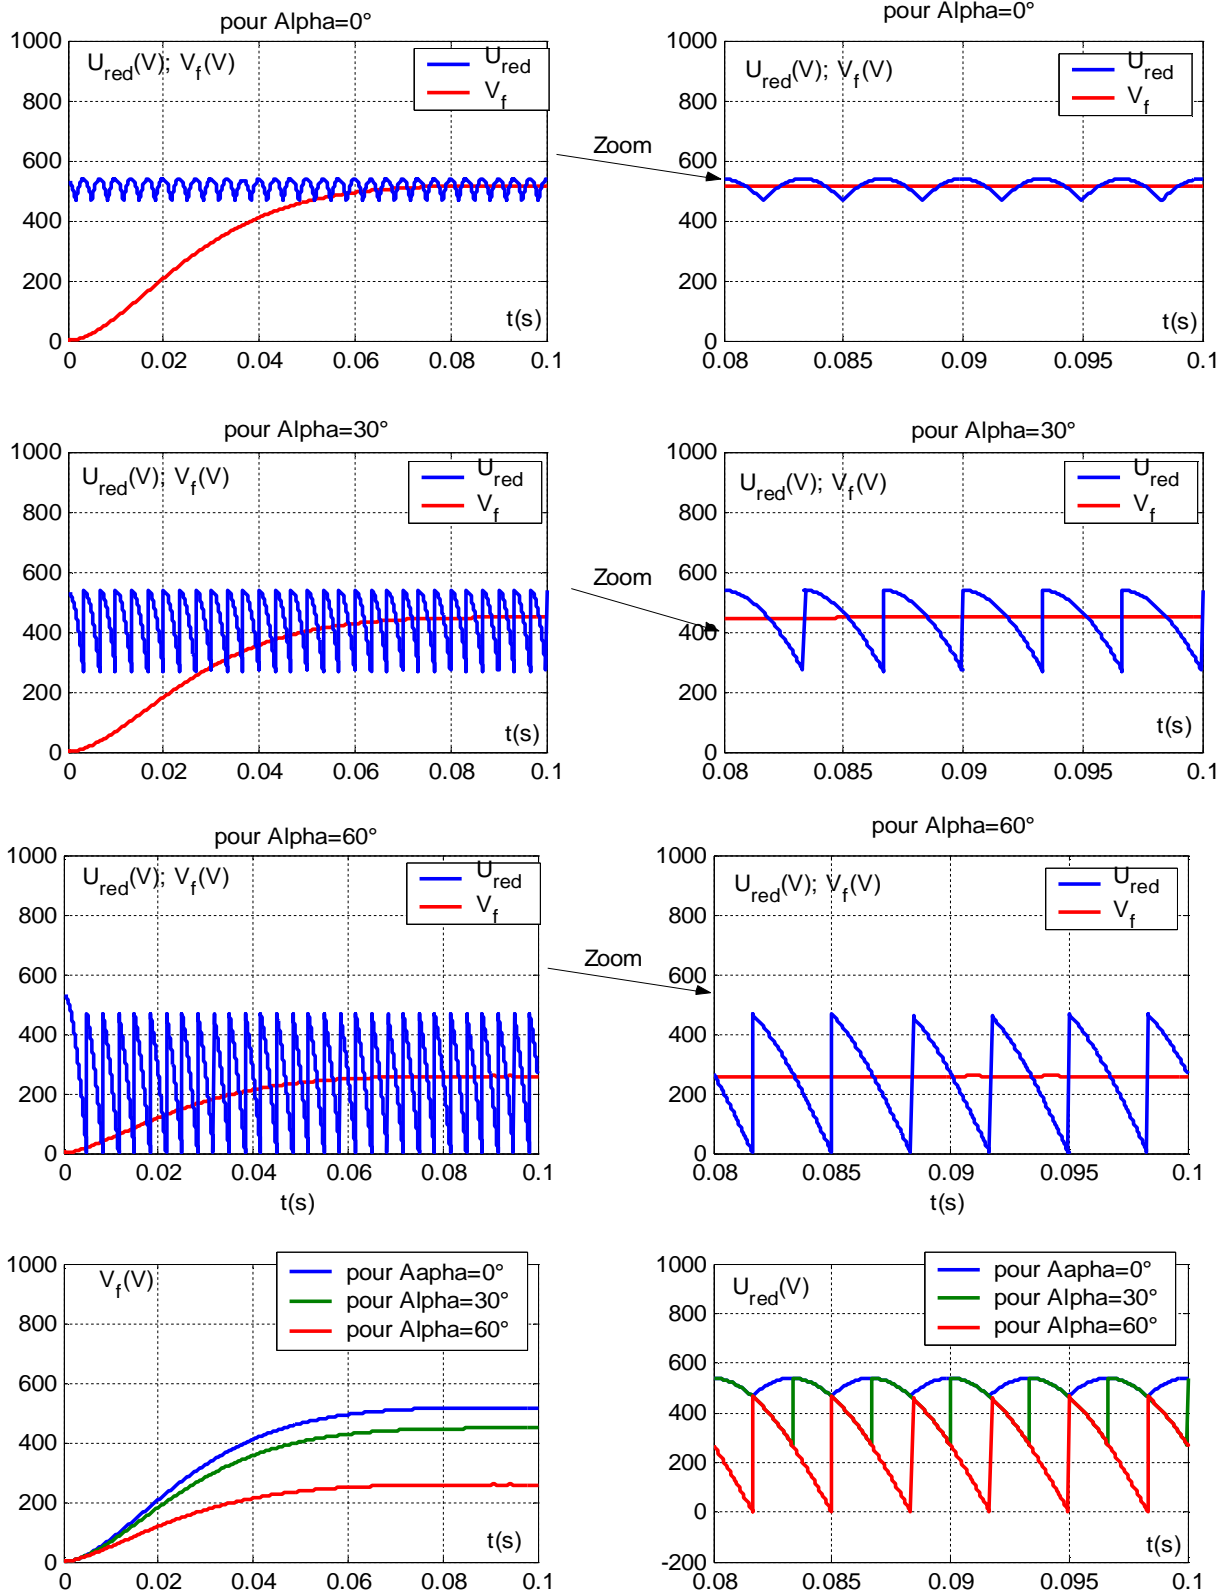 pour Alpha=0°
1000
800
600
400
200
0
U_red(V); V_f(V)
U_red
V_f
t(s)
0 0.02 0.04 0.06 0.08 0.1
Zoom
pour Alpha=0°
1000
800
600
400
200
0
U_red(V); V_f(V)
U_red
V_f
t(s)
0.08 0.085 0.09 0.095 0.1
pour Alpha=30°
1000
800
600
400
200
0
U_red(V); V_f(V)
U_red
V_f
t(s)
0 0.02 0.04 0.06 0.08 0.1
Zoom
pour Alpha=30°
1000
800
600
400
200
0
U_red(V); V_f(V)
U_red
V_f
t(s)
0.08 0.085 0.09 0.095 0.1
pour Alpha=60°
1000
800
600
400
200
0
U_red(V); V_f(V)
U_red
V_f
0 0.02 0.04 0.06 0.08 0.1
t(s)
Zoom
pour Alpha=60°
1000
800
600
400
200
0
U_red(V); V_f(V)
U_red
V_f
0.08 0.085 0.09 0.095 0.1
t(s)
1000
800
600
400
200
0
V_f(V)
pour Aapha=0°
pour Alpha=30°
pour Alpha=60°
t(s)
0 0.02 0.04 0.06 0.08 0.1
1000
800
600
400
200
0
-200
U_red(V)
pour Aapha=0°
pour Alpha=30°
pour Alpha=60°
t(s)
0.08 0.085 0.09 0.095 0.1